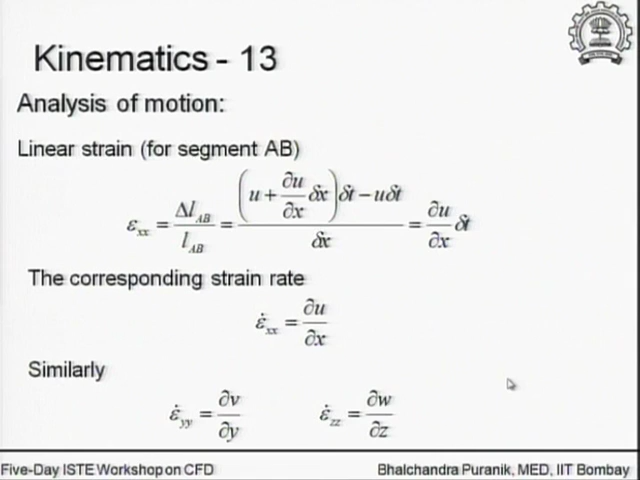 Kinematics - 13
Analysis of motion:
Linear strain (for segment AB)
ε_xx = Δl_AB / l_AB = ((u + ∂u/∂x δx) δt − uδt) / δx = ∂u/∂x δt
The corresponding strain rate
ε̇_xx = ∂u/∂x
Similarly
ε̇_yy = ∂v/∂y   ε̇_zz = ∂w/∂z
Five-Day ISTE Workshop on CFD
Bhalchandra Puranik, MED, IIT Bombay